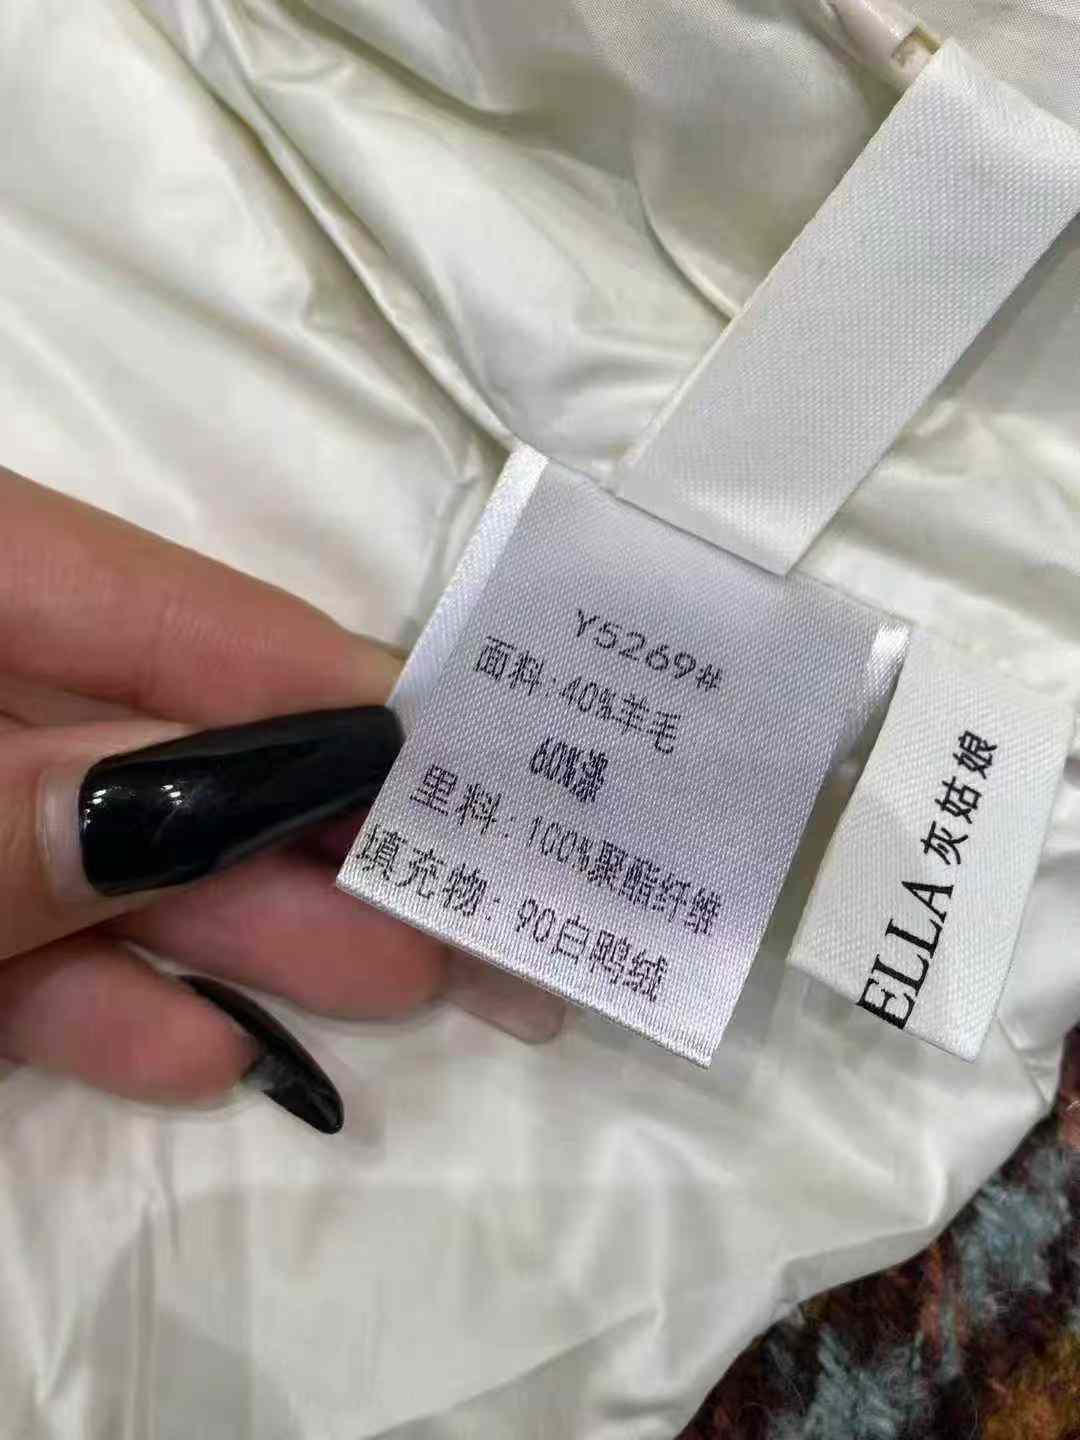 Y5269#
面料:40%羊毛
60%涤
里料:100%聚酯纤维
填充物:90白鸭绒
ELLA 灰姑娘